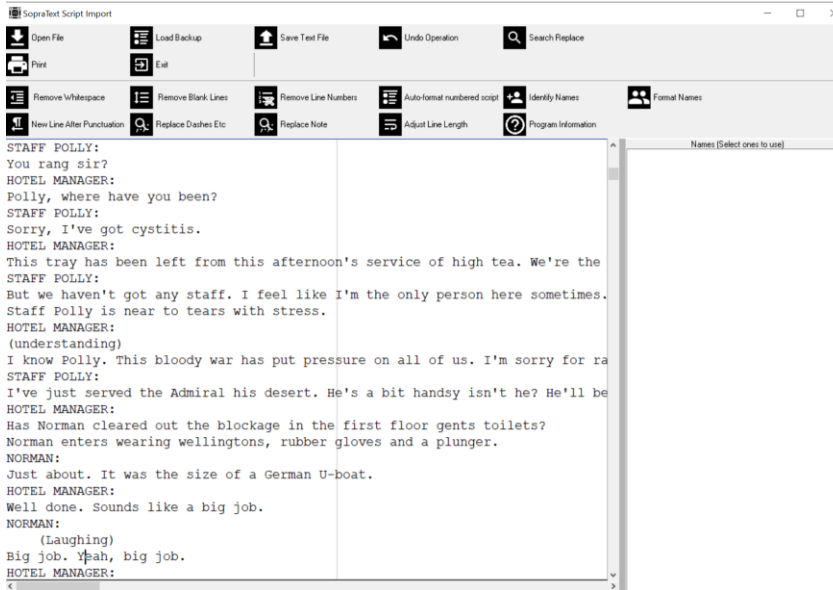 SopraText Script Import
Open File Load Backup Save Text File Undo Operation Search Replace
Print Exit
Remove Whitespace Remove Blank Lines Remove Line Numbers Auto-format numbered script Identify Names Format Names
New Line After Punctuation Replace Dashes Etc Replace Note Adjust Line Length Program Information
Names (Select ones to use)
STAFF POLLY:
You rang sir?
HOTEL MANAGER:
Polly, where have you been?
STAFF POLLY:
Sorry, I've got cystitis.
HOTEL MANAGER:
This tray has been left from this afternoon's service of high tea. We're the
STAFF POLLY:
But we haven't got any staff. I feel like I'm the only person here sometimes.
Staff Polly is near to tears with stress.
HOTEL MANAGER:
(understanding)
I know Polly. This bloody war has put pressure on all of us. I'm sorry for ra
STAFF POLLY:
I've just served the Admiral his desert. He's a bit handsy isn't he? He'll be
HOTEL MANAGER:
Has Norman cleared out the blockage in the first floor gents toilets?
Norman enters wearing wellingtons, rubber gloves and a plunger.
NORMAN:
Just about. It was the size of a German U-boat.
HOTEL MANAGER:
Well done. Sounds like a big job.
NORMAN:
(Laughing)
Big job. Yeah, big job.
HOTEL MANAGER: